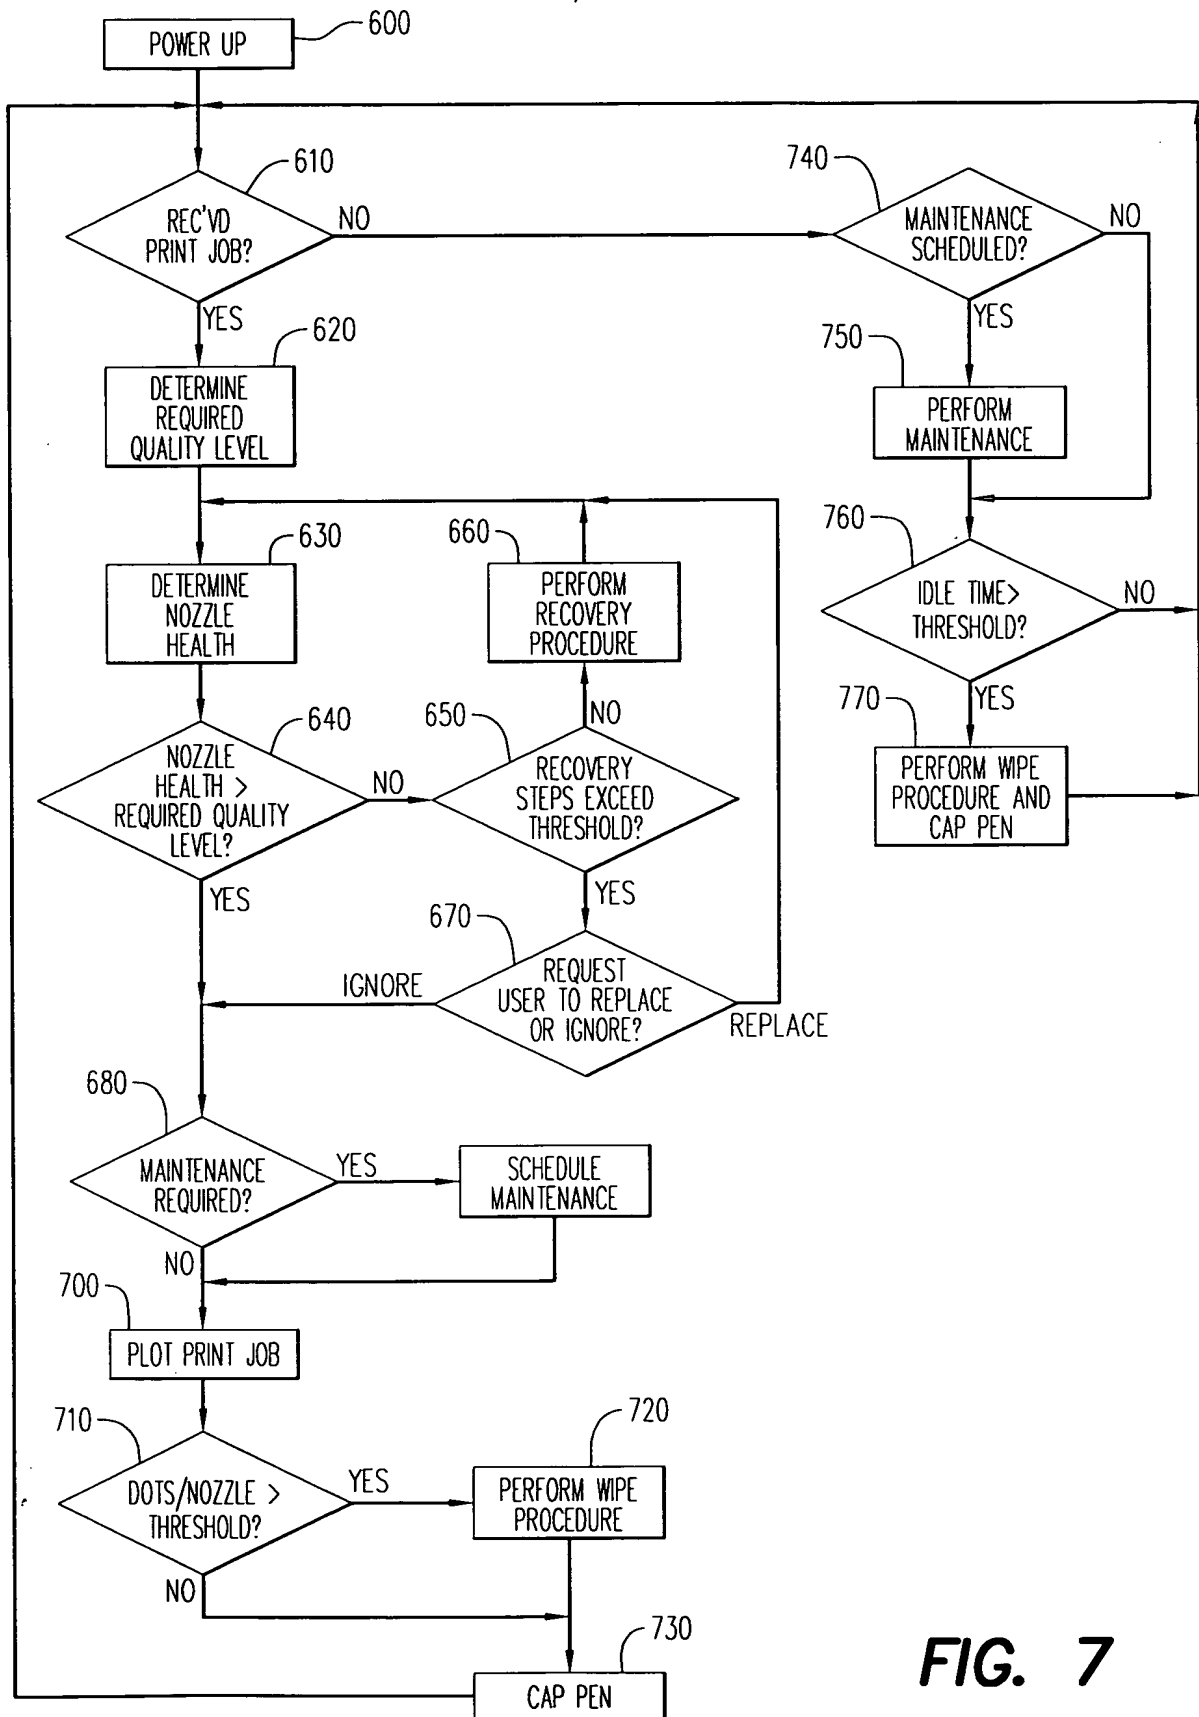 POWER UP
600
610
REC'VD
PRINT JOB?
NO
YES
740
MAINTENANCE
SCHEDULED?
NO
YES
620
DETERMINE
REQUIRED
QUALITY LEVEL
750
PERFORM
MAINTENANCE
630
DETERMINE
NOZZLE
HEALTH
660
PERFORM
RECOVERY
PROCEDURE
760
IDLE TIME>
THRESHOLD?
NO
YES
640
NOZZLE
HEALTH >
REQUIRED QUALITY
LEVEL?
NO
YES
650
NO
RECOVERY
STEPS EXCEED
THRESHOLD?
YES
770
PERFORM WIPE
PROCEDURE AND
CAP PEN
670
REQUEST
USER TO REPLACE
OR IGNORE?
IGNORE
REPLACE
680
MAINTENANCE
REQUIRED?
YES
NO
SCHEDULE
MAINTENANCE
700
PLOT PRINT JOB
710
DOTS/NOZZLE >
THRESHOLD?
YES
NO
720
PERFORM WIPE
PROCEDURE
730
CAP PEN
FIG. 7